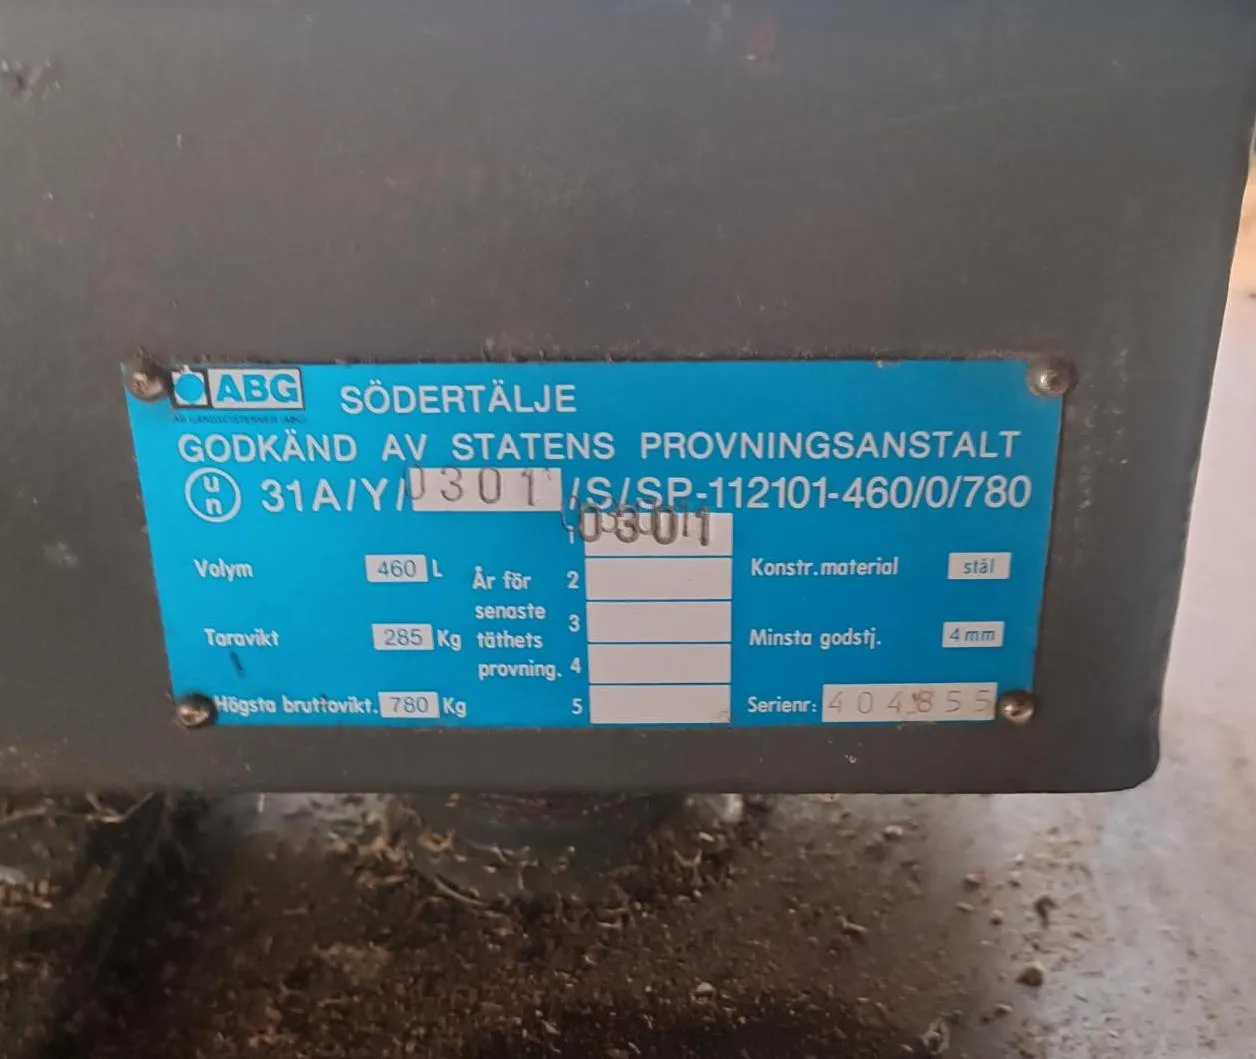 ABG SÖDERTÄLJE
GODKÄND AV STATENS PROVNINGSANSTALT
un 31A/Y/0301/S/SP-112101-460/0/780
Volym 460 L
Taravikt 285 Kg
Högsta bruttovikt. 780 Kg
År för
senaste
täthets
provning.
1 0301
2
3
4
5
Konstr.material stål
Minsta godstj. 4mm
Serienr: 404855